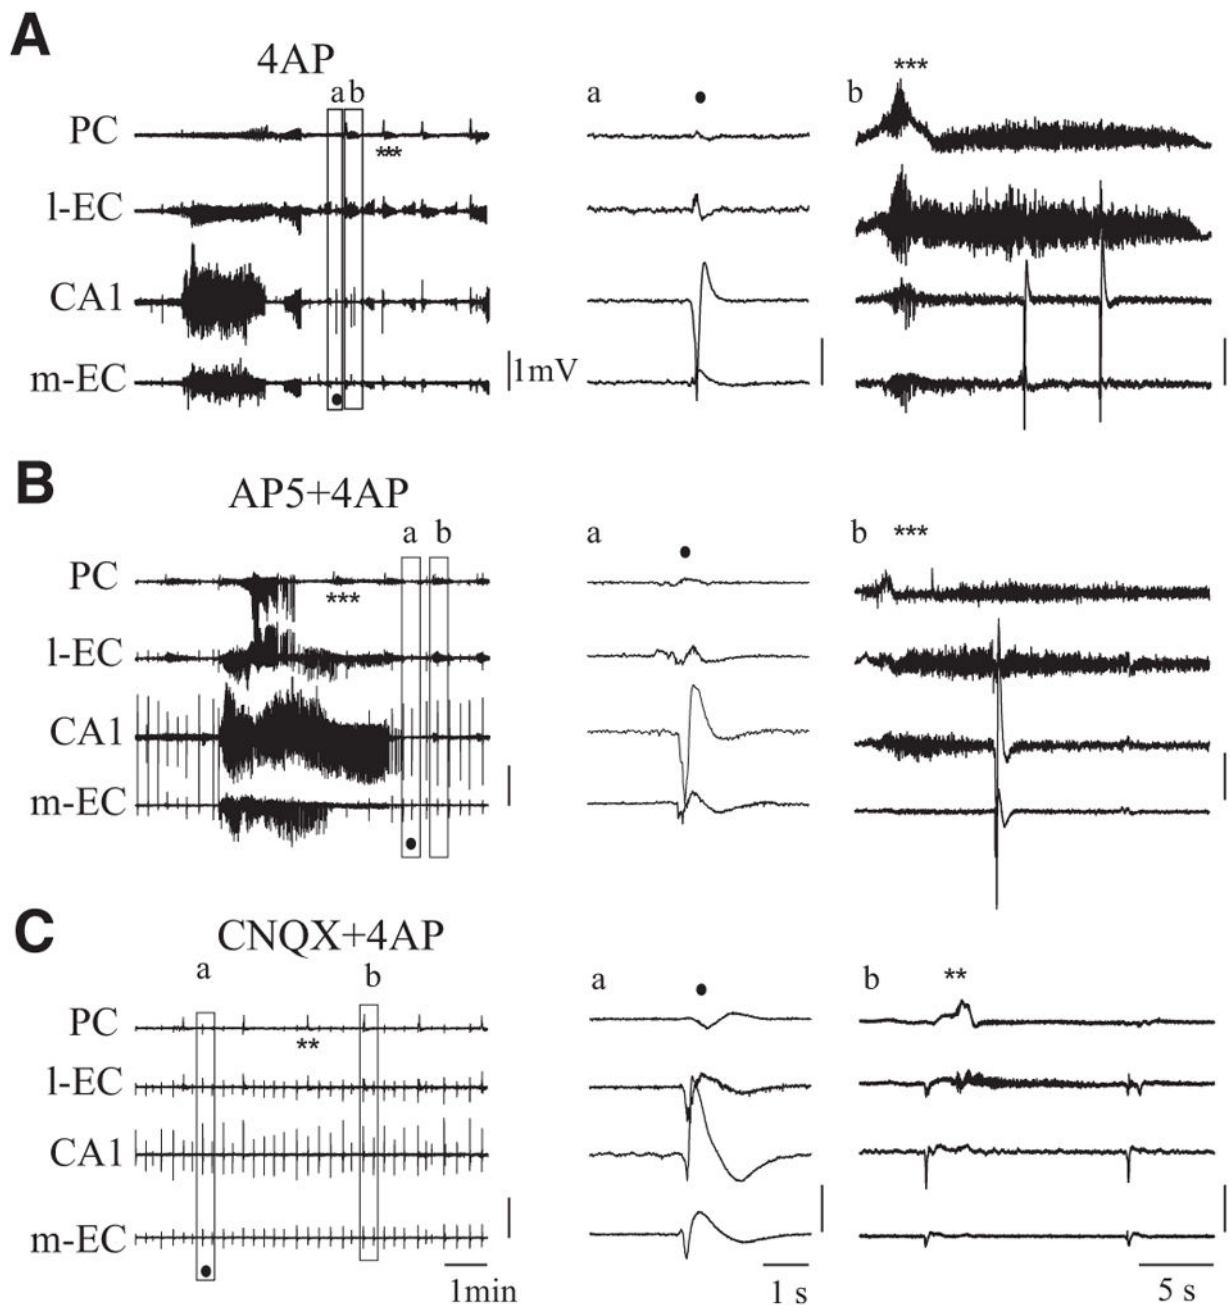 A
4AP
a b
PC
***
l-EC
CA1
m-EC
1mV
a
b
***
B
AP5+4AP
a b
PC
***
l-EC
CA1
m-EC
a
b
***
C
CNQX+4AP
a
b
PC
**
l-EC
CA1
m-EC
1min
a
1 s
b
**
5 s